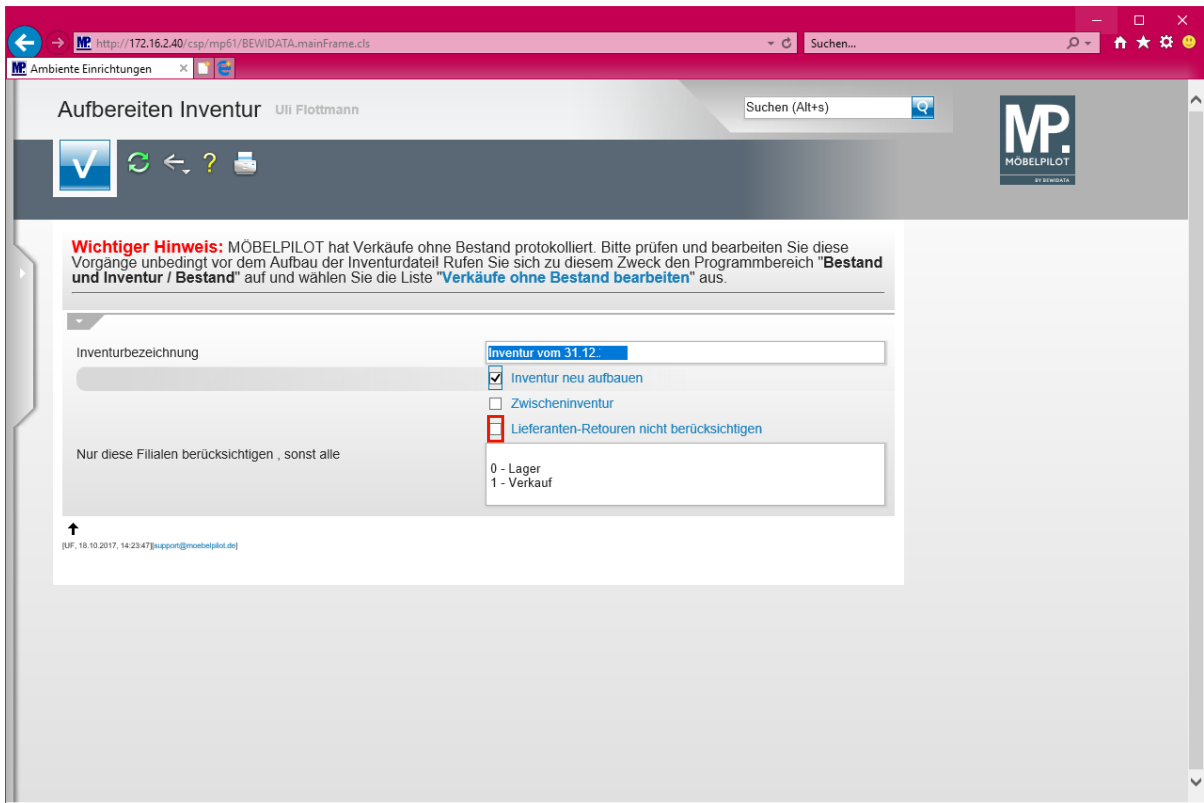 http://172.16.2.40/csp/mp61/BEWIDATA.mainFrame.cls
Suchen...
MP. Ambiente Einrichtungen
Aufbereiten Inventur Uli Flottmann
Suchen (Alt+s)
MP.
MÖBELPILOT
BY BEWIDATA
Wichtiger Hinweis: MÖBELPILOT hat Verkäufe ohne Bestand protokolliert. Bitte prüfen und bearbeiten Sie diese
Vorgänge unbedingt vor dem Aufbau der Inventurdatei! Rufen Sie sich zu diesem Zweck den Programmbereich "Bestand
und Inventur / Bestand" auf und wählen Sie die Liste "Verkäufe ohne Bestand bearbeiten" aus.
Inventurbezeichnung
Inventur vom 31.12..
Inventur neu aufbauen
Zwischeninventur
Lieferanten-Retouren nicht berücksichtigen
Nur diese Filialen berücksichtigen , sonst alle
0 - Lager
1 - Verkauf
[UF, 18.10.2017, 14:23:47][support@moebelpilot.de]